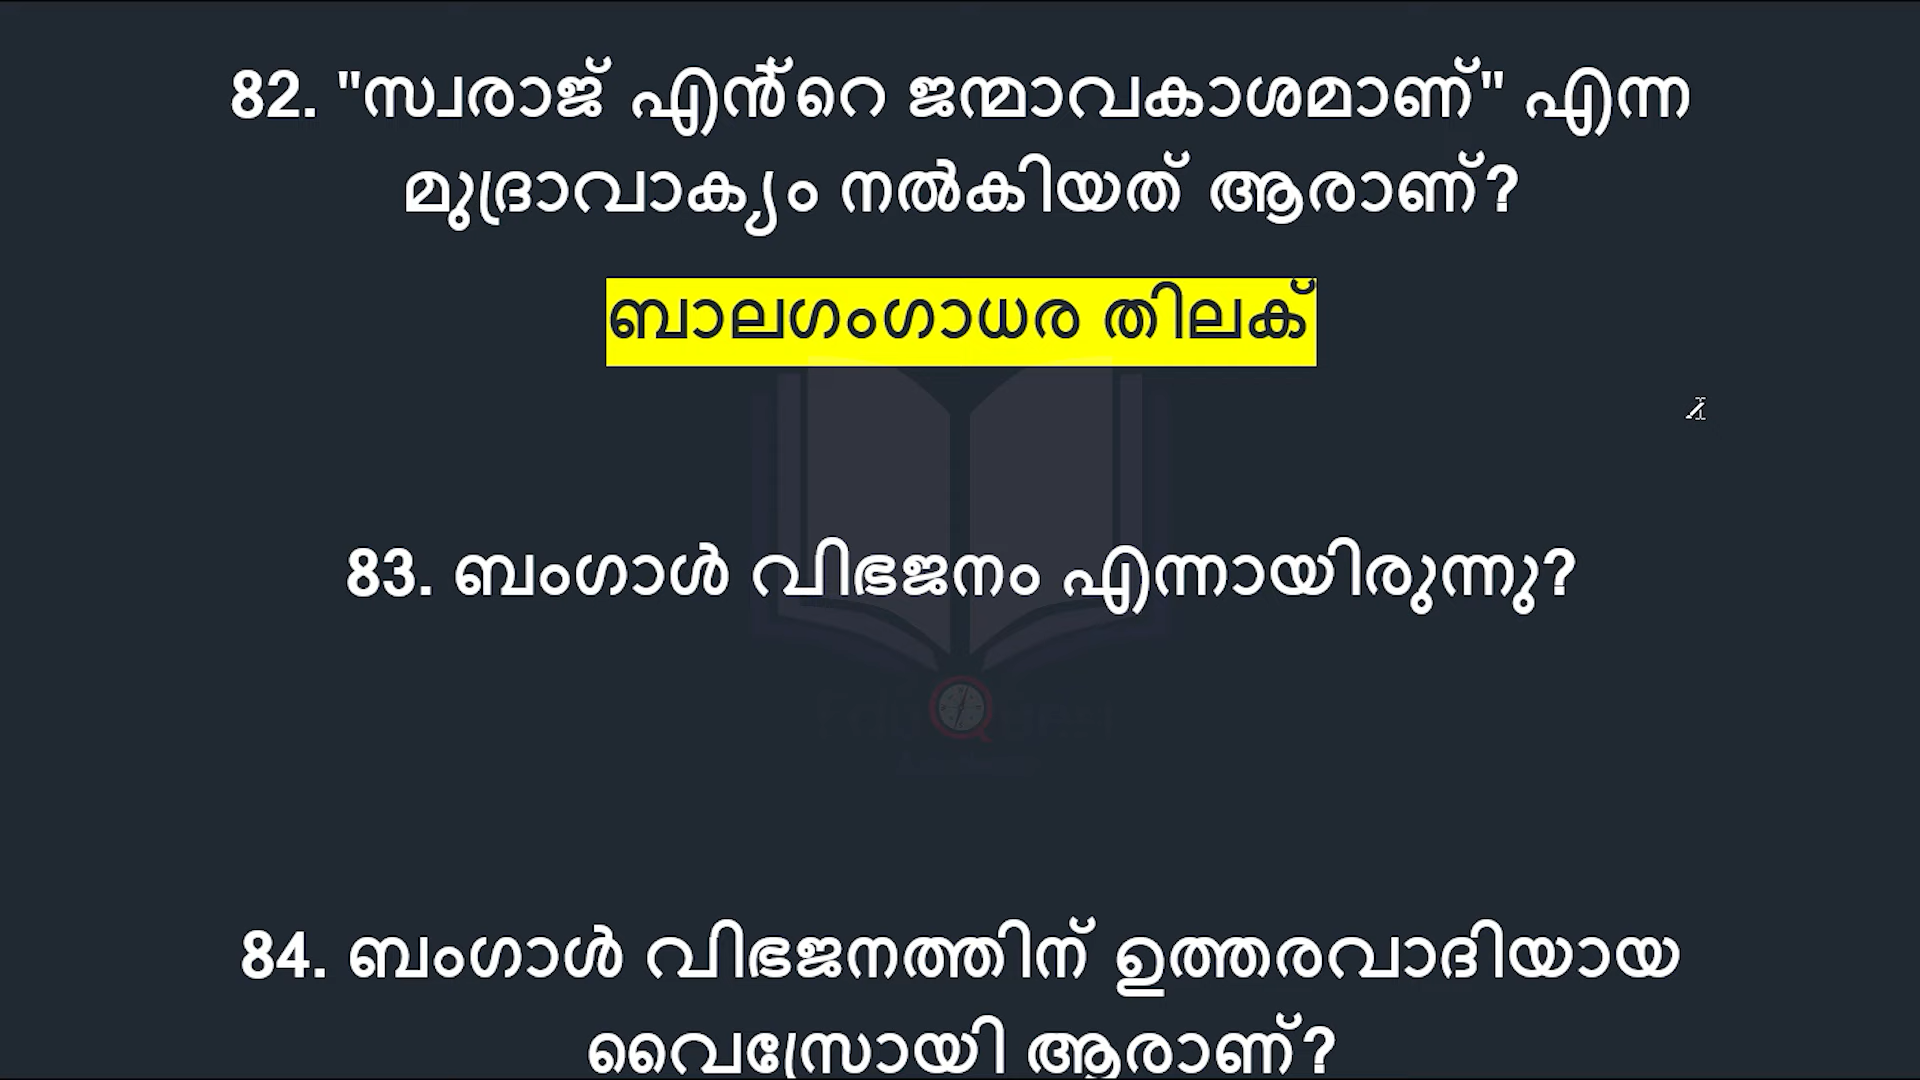 82. "സ്വരാജ് എൻ്റെ ജന്മാവകാശമാണ്" എന്ന
മുദ്രാവാക്യം നൽകിയത് ആരാണ്?
ബാലഗംഗാധര തിലക്
83. ബംഗാൾ വിഭജനം എന്നായിരുന്നു?
84. ബംഗാൾ വിഭജനത്തിന് ഉത്തരവാദിയായ
വൈസ്രോയി ആരാണ്?